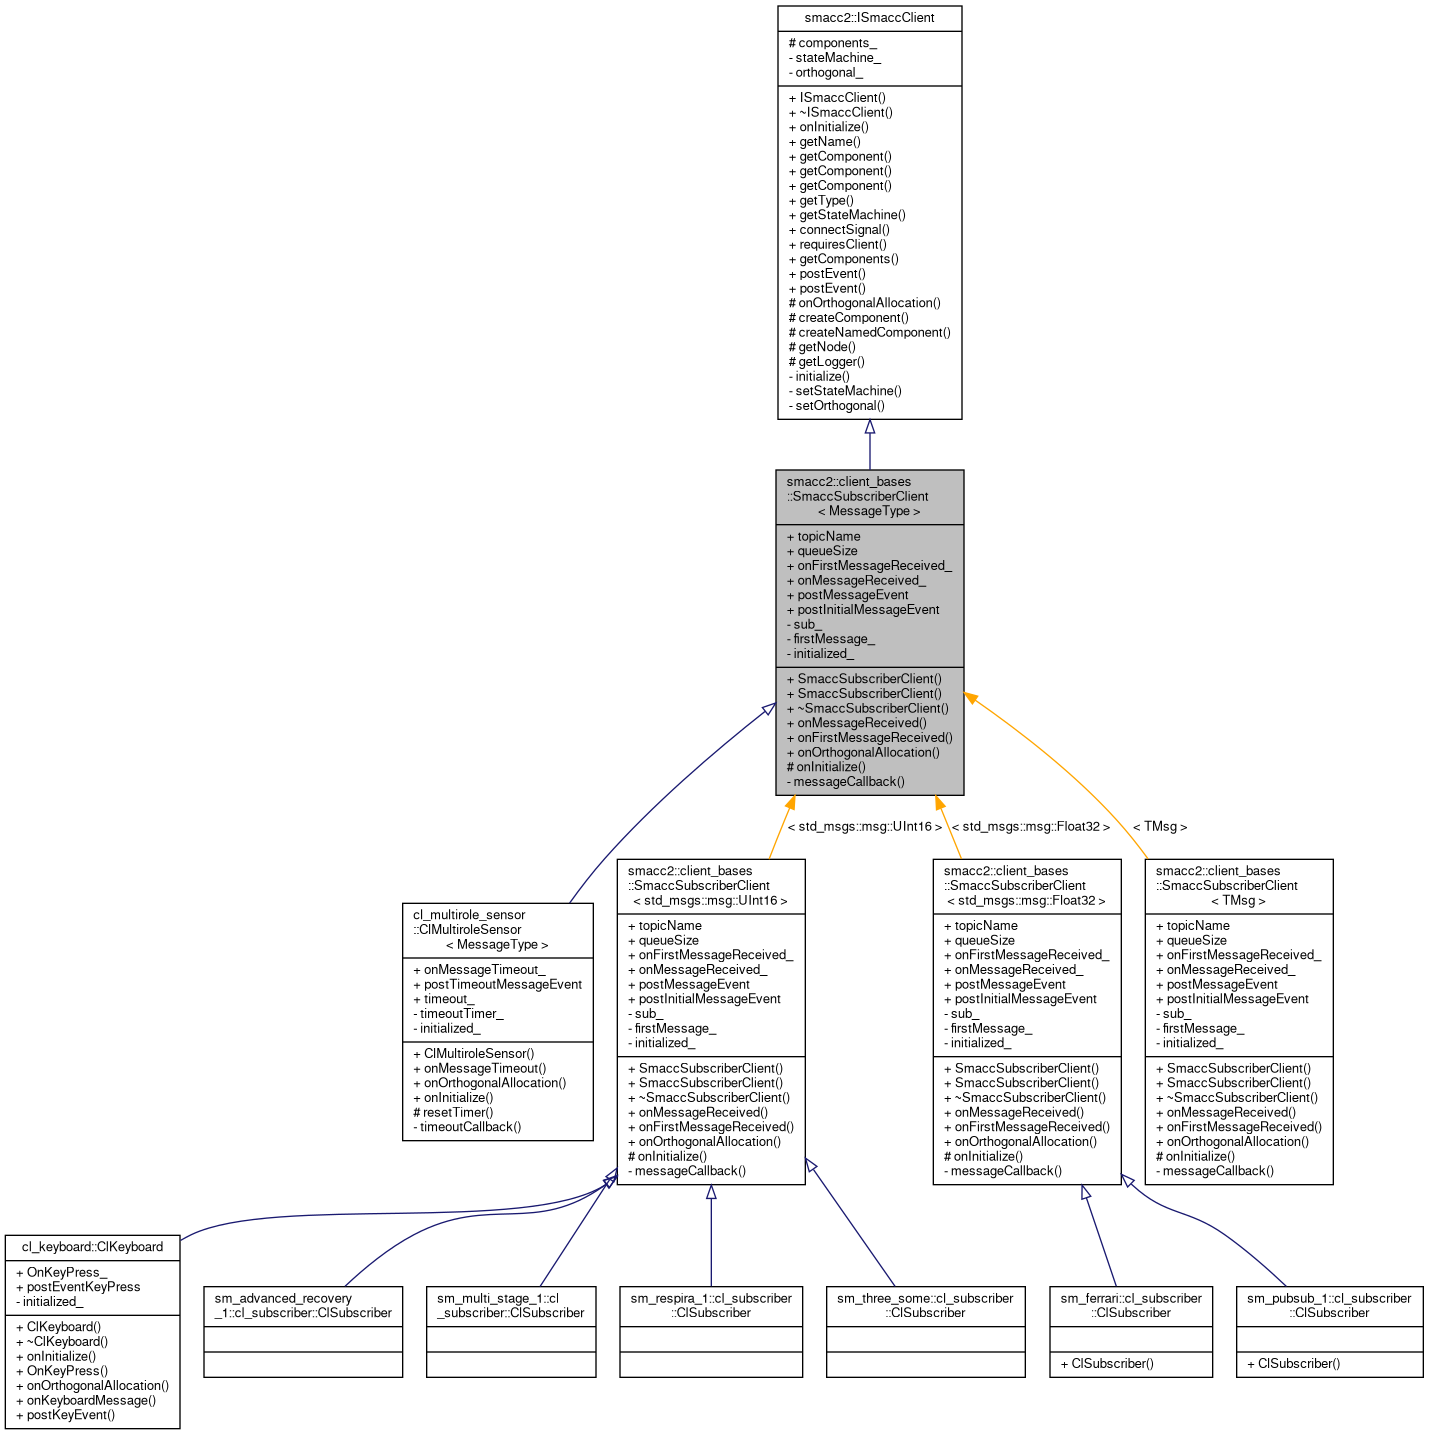 smacc2::ISmaccClient
# components_
- stateMachine_
- orthogonal_
+ ISmaccClient()
+ ~ISmaccClient()
+ onInitialize()
+ getName()
+ getComponent()
+ getComponent()
+ getComponent()
+ getType()
+ getStateMachine()
+ connectSignal()
+ requiresClient()
+ getComponents()
+ postEvent()
+ postEvent()
# onOrthogonalAllocation()
# createComponent()
# createNamedComponent()
# getNode()
# getLogger()
- initialize()
- setStateMachine()
- setOrthogonal()
smacc2::client_bases
::SmaccSubscriberClient
< MessageType >
+ topicName
+ queueSize
+ onFirstMessageReceived_
+ onMessageReceived_
+ postMessageEvent
+ postInitialMessageEvent
- sub_
- firstMessage_
- initialized_
+ SmaccSubscriberClient()
+ SmaccSubscriberClient()
+ ~SmaccSubscriberClient()
+ onMessageReceived()
+ onFirstMessageReceived()
+ onOrthogonalAllocation()
# onInitialize()
- messageCallback()
< std_msgs::msg::UInt16 >
< std_msgs::msg::Float32 >
< TMsg >
cl_multirole_sensor
::ClMultiroleSensor
< MessageType >
+ onMessageTimeout_
+ postTimeoutMessageEvent
+ timeout_
- timeoutTimer_
- initialized_
+ ClMultiroleSensor()
+ onMessageTimeout()
+ onOrthogonalAllocation()
+ onInitialize()
# resetTimer()
- timeoutCallback()
smacc2::client_bases
::SmaccSubscriberClient
< std_msgs::msg::UInt16 >
+ topicName
+ queueSize
+ onFirstMessageReceived_
+ onMessageReceived_
+ postMessageEvent
+ postInitialMessageEvent
- sub_
- firstMessage_
- initialized_
+ SmaccSubscriberClient()
+ SmaccSubscriberClient()
+ ~SmaccSubscriberClient()
+ onMessageReceived()
+ onFirstMessageReceived()
+ onOrthogonalAllocation()
# onInitialize()
- messageCallback()
smacc2::client_bases
::SmaccSubscriberClient
< std_msgs::msg::Float32 >
+ topicName
+ queueSize
+ onFirstMessageReceived_
+ onMessageReceived_
+ postMessageEvent
+ postInitialMessageEvent
- sub_
- firstMessage_
- initialized_
+ SmaccSubscriberClient()
+ SmaccSubscriberClient()
+ ~SmaccSubscriberClient()
+ onMessageReceived()
+ onFirstMessageReceived()
+ onOrthogonalAllocation()
# onInitialize()
- messageCallback()
smacc2::client_bases
::SmaccSubscriberClient
< TMsg >
+ topicName
+ queueSize
+ onFirstMessageReceived_
+ onMessageReceived_
+ postMessageEvent
+ postInitialMessageEvent
- sub_
- firstMessage_
- initialized_
+ SmaccSubscriberClient()
+ SmaccSubscriberClient()
+ ~SmaccSubscriberClient()
+ onMessageReceived()
+ onFirstMessageReceived()
+ onOrthogonalAllocation()
# onInitialize()
- messageCallback()
cl_keyboard::ClKeyboard
+ OnKeyPress_
+ postEventKeyPress
- initialized_
+ ClKeyboard()
+ ~ClKeyboard()
+ onInitialize()
+ OnKeyPress()
+ onOrthogonalAllocation()
+ onKeyboardMessage()
+ postKeyEvent()
sm_advanced_recovery
_1::cl_subscriber::ClSubscriber
sm_multi_stage_1::cl
_subscriber::ClSubscriber
sm_respira_1::cl_subscriber
::ClSubscriber
sm_three_some::cl_subscriber
::ClSubscriber
sm_ferrari::cl_subscriber
::ClSubscriber
+ ClSubscriber()
sm_pubsub_1::cl_subscriber
::ClSubscriber
+ ClSubscriber()